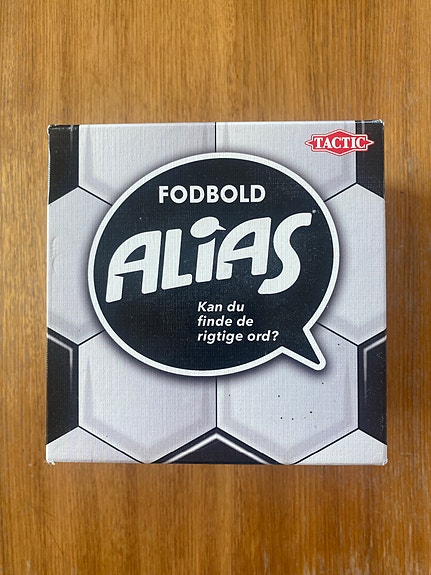 TACTIC
FODBOLD
ALiAS
Kan du
finde de
rigtige ord?